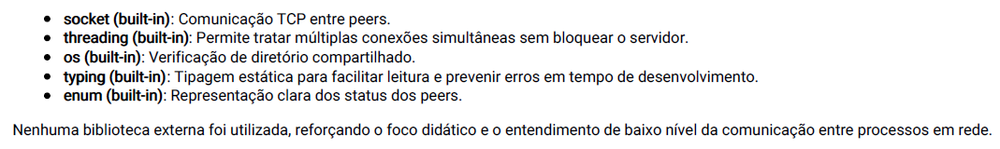 • socket (built-in): Comunicação TCP entre peers.
• threading (built-in): Permite tratar múltiplas conexões simultâneas sem bloquear o servidor.
• os (built-in): Verificação de diretório compartilhado.
• typing (built-in): Tipagem estática para facilitar leitura e prevenir erros em tempo de desenvolvimento.
• enum (built-in): Representação clara dos status dos peers.
Nenhuma biblioteca externa foi utilizada, reforçando o foco didático e o entendimento de baixo nível da comunicação entre processos em rede.